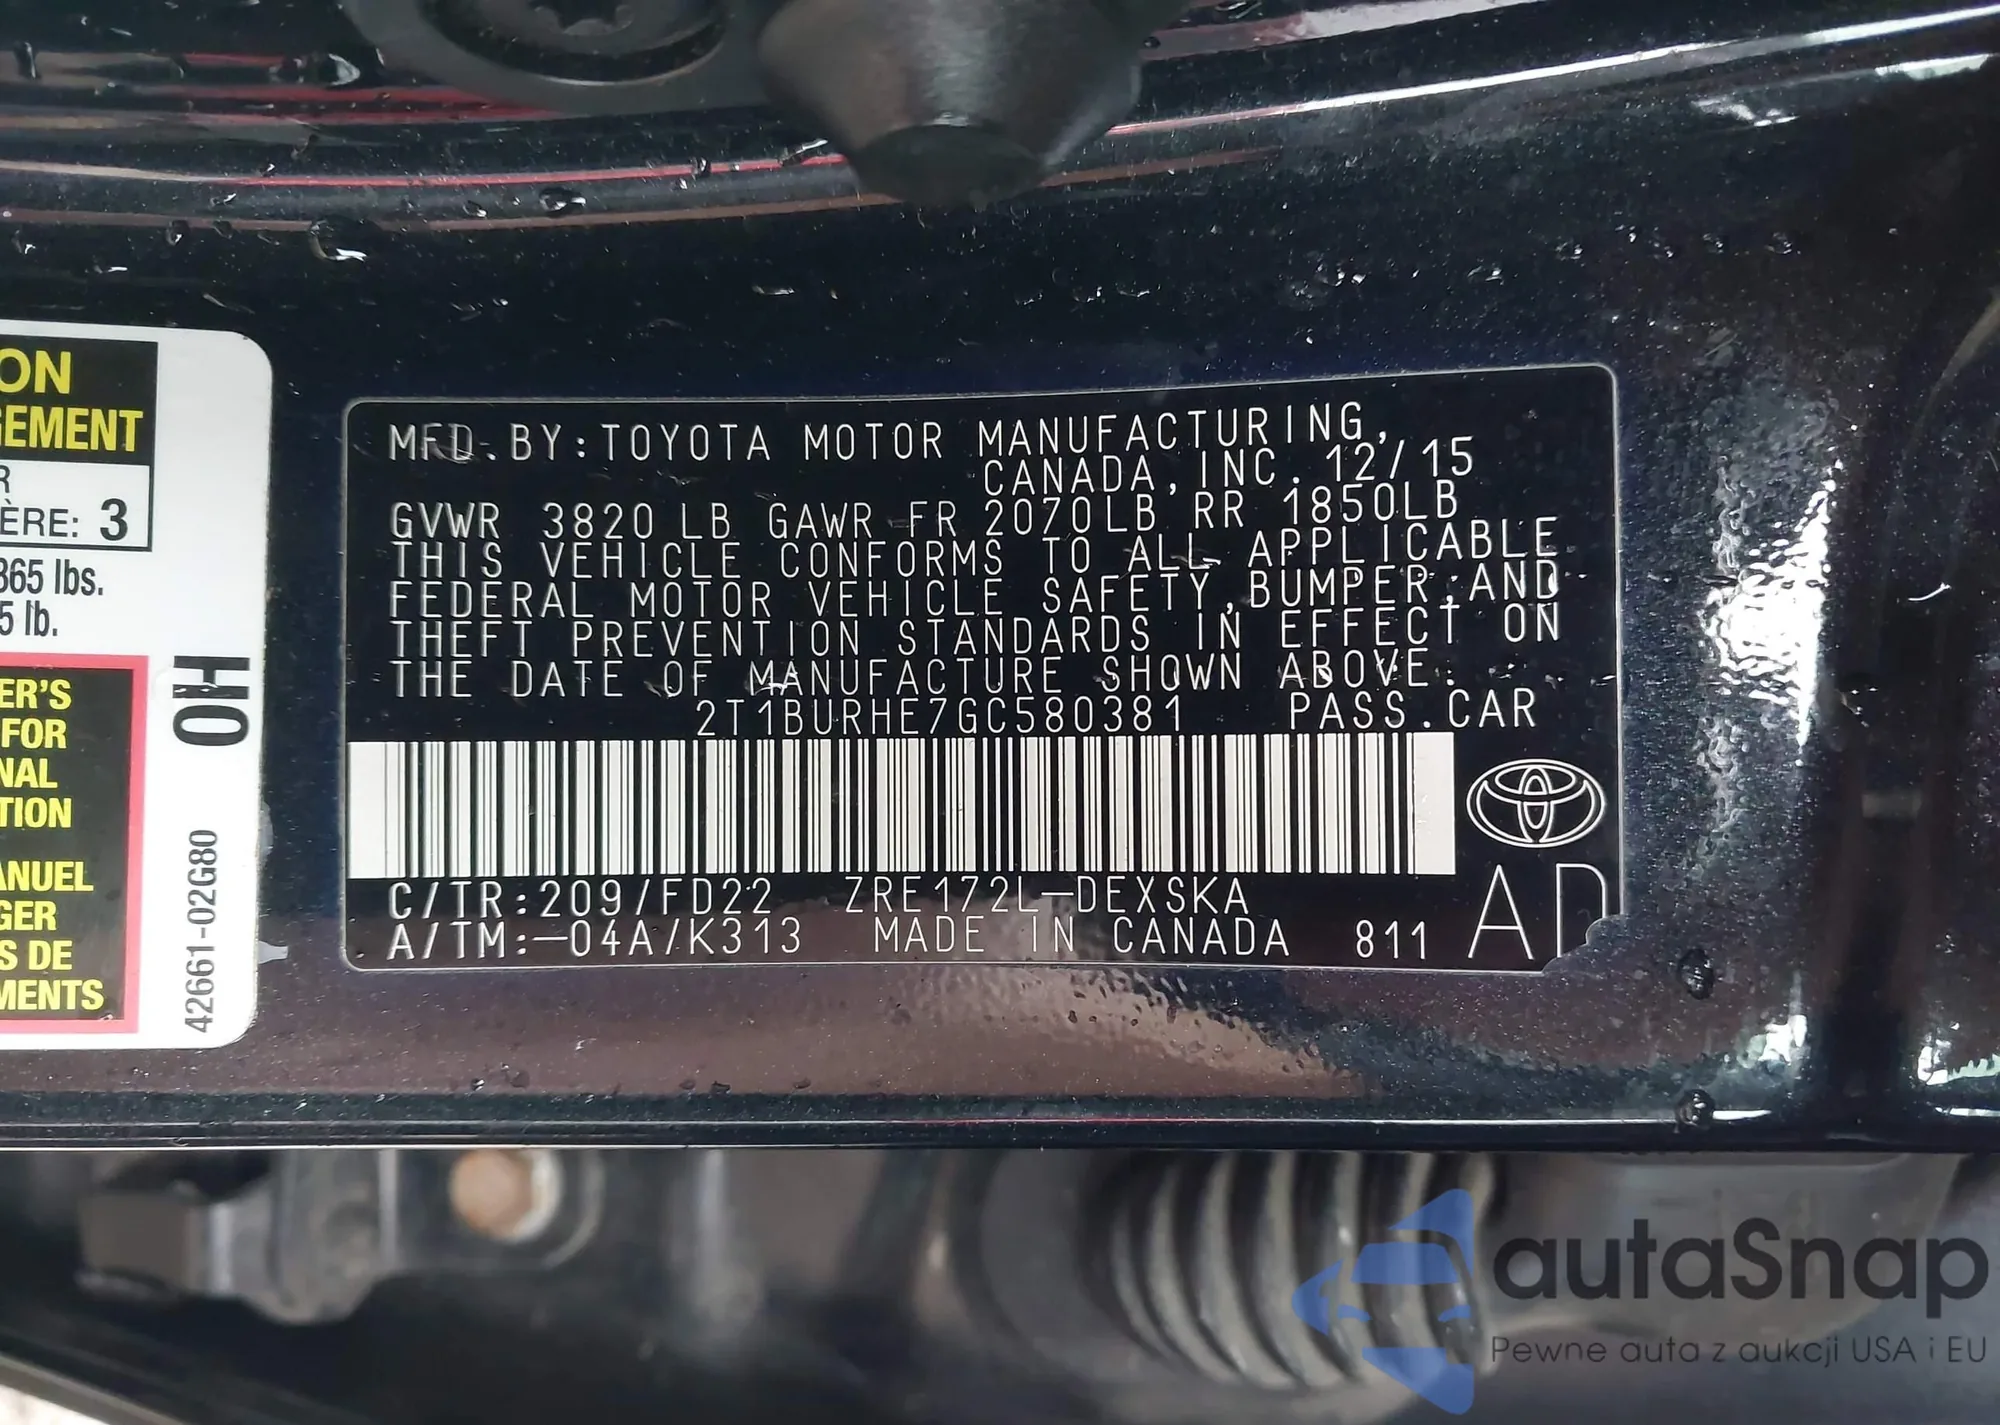 ON
GEMENT
R
ÈRE: 3
865 lbs.
5 lb.
ER'S
FOR
NAL
TION
ANUEL
GER
S DE
MENTS
HO
42661-02G80
MFD.BY:TOYOTA MOTOR MANUFACTURING,
CANADA,INC. 12/15
GVWR 3820 LB GAWR FR 2070LB RR 1850LB
THIS VEHICLE CONFORMS TO ALL APPLICABLE
FEDERAL MOTOR VEHICLE SAFETY,BUMPER,AND
THEFT PREVENTION STANDARDS IN EFFECT ON
THE DATE OF MANUFACTURE SHOWN ABOVE.
2T1BURHE7GC580381 PASS.CAR
C/TR:209/FD22 ZRE172L-DEXSKA
A/TM:-04A/K313 MADE IN CANADA 811 AD
autaSnap
Pewne auta z aukcji USA i EU